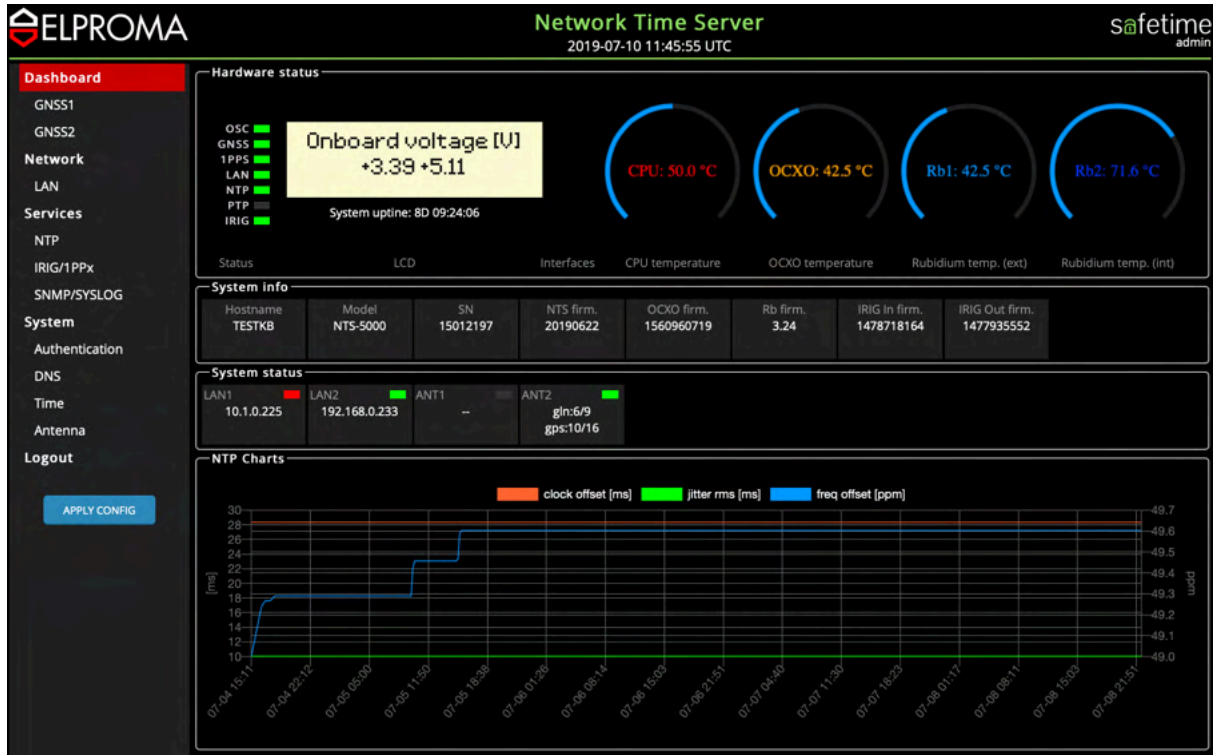 ELPROMA
Network Time Server
2019-07-10 11:45:55 UTC
safetime
admin
Dashboard
GNSS1
GNSS2
Network
LAN
Services
NTP
IRIG/1PPx
SNMP/SYSLOG
System
Authentication
DNS
Time
Antenna
Logout
APPLY CONFIG
Hardware status
OSC
GNSS
1PPS
LAN
NTP
PTP
IRIG
Onboard voltage [V]
+3.39 +5.11
System uptine: 8D 09:24:06
CPU: 50.0 °C
OCXO: 42.5 °C
Rb1: 42.5 °C
Rb2: 71.6 °C
Status
LCD
Interfaces
CPU temperature
OCXO temperature
Rubidium temp. (ext)
Rubidium temp. (int)
System info
Hostname
TESTKB
Model
NTS-5000
SN
15012197
NTS firm.
20190622
OCXO firm.
1560960719
Rb firm.
3.24
IRIG In firm.
1478718164
IRIG Out firm.
1477935552
System status
LAN1
10.1.0.225
LAN2
192.168.0.233
ANT1
--
ANT2
gln:6/9
gps:10/16
NTP Charts
clock offset [ms]
jitter rms [ms]
freq offset [ppm]
[ms]
30
28
26
24
22
20
18
16
14
12
10
49.7
49.6
49.5
49.4
49.3
49.2
49.1
49.0
ppm
07-04 15:11
07-04 22:12
07-05 05:00
07-05 11:50
07-05 18:38
07-06 01:26
07-06 08:14
07-06 15:03
07-06 21:51
07-07 04:40
07-07 11:30
07-07 18:23
07-08 01:17
07-08 08:11
07-08 15:03
07-08 21:51